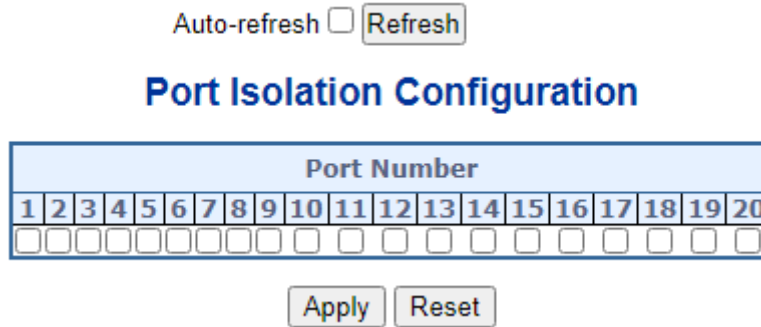 Auto-refresh Refresh
Port Isolation Configuration
Port Number
1 2 3 4 5 6 7 8 9 10 11 12 13 14 15 16 17 18 19 20
Apply Reset